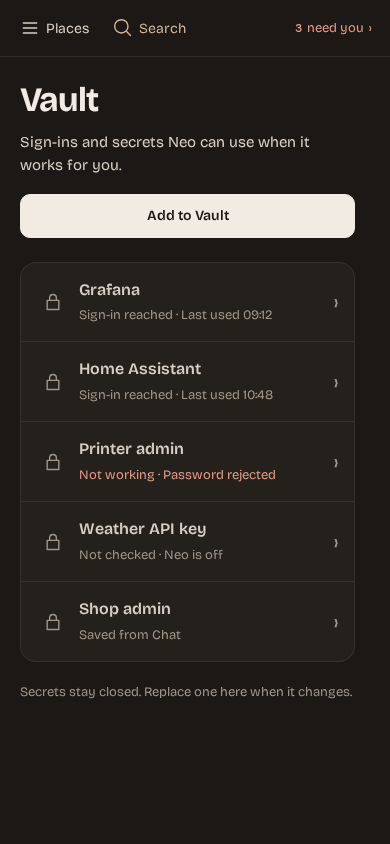 Places
Search
3 need you ›
Vault
Sign-ins and secrets Neo can use when it
works for you.
Add to Vault
Grafana
Sign-in reached · Last used 09:12
Home Assistant
Sign-in reached · Last used 10:48
Printer admin
Not working · Password rejected
Weather API key
Not checked · Neo is off
Shop admin
Saved from Chat
Secrets stay closed. Replace one here when it changes.